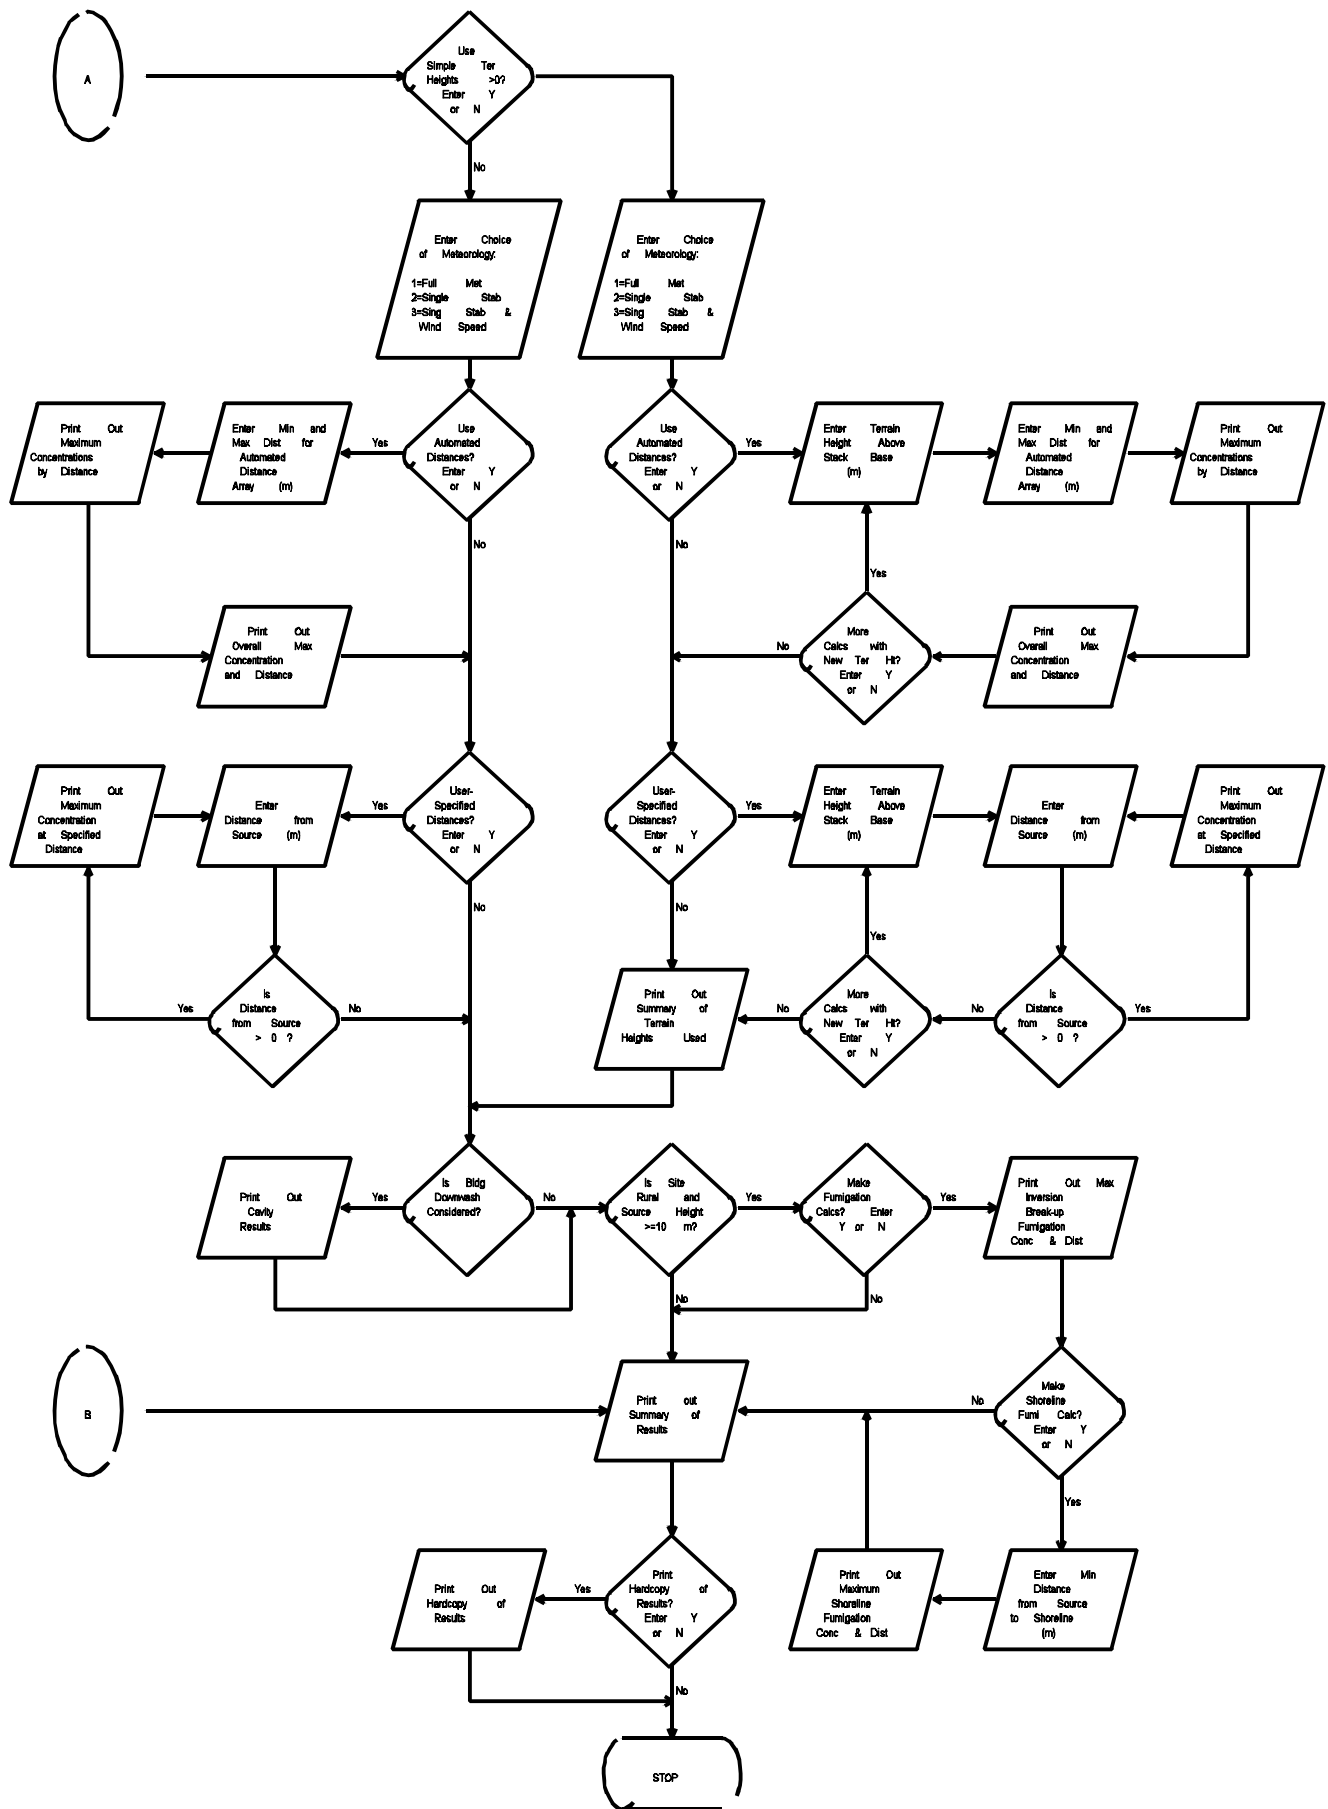 A
Use
Simple Ter
Heights >0?
Enter Y
or N
No
Enter Choice
of Meteorology:
1=Full Met
2=Single Stab
3=Sing Stab &
Wind Speed
Enter Choice
of Meteorology:
1=Full Met
2=Single Stab
3=Sing Stab &
Wind Speed
Print Out
Maximum
Concentrations
by Distance
Enter Min and
Max Dist for
Automated
Distance
Array (m)
Yes
Use
Automated
Distances?
Enter Y
or N
No
Use
Automated
Distances?
Enter Y
or N
Yes
No
Enter Terrain
Height Above
Stack Base
(m)
Enter Min and
Max Dist for
Automated
Distance
Array (m)
Print Out
Maximum
Concentrations
by Distance
Yes
Print Out
Overall Max
Concentration
and Distance
No
More
Calcs with
New Ter Ht?
Enter Y
or N
Print Out
Overall Max
Concentration
and Distance
Print Out
Maximum
Concentration
at Specified
Distance
Enter
Distance from
Source (m)
Yes
User-
Specified
Distances?
Enter Y
or N
No
User-
Specified
Distances?
Enter Y
or N
Yes
No
Enter Terrain
Height Above
Stack Base
(m)
Enter
Distance from
Source (m)
Print Out
Maximum
Concentration
at Specified
Distance
Yes
Yes
Is
Distance
from Source
> 0 ?
No
Print Out
Summary of
Terrain
Heights Used
No
More
Calcs with
New Ter Ht?
Enter Y
or N
No
Is
Distance
from Source
> 0 ?
Yes
Print Out
Cavity
Results
Yes
Is Bldg
Downwash
Considered?
No
Is Site
Rural and
Source Height
>=10 m?
Yes
No
Make
Fumigation
Calcs? Enter
Y or N
Yes
No
Print Out Max
Inversion
Break-up
Fumigation
Conc & Dist
B
Print out
Summary of
Results
No
Make
Shoreline
Fumi Calc?
Enter Y
or N
Yes
Print Out
Hardcopy of
Results
Yes
Print
Hardcopy of
Results?
Enter Y
or N
No
Print Out
Maximum
Shoreline
Fumigation
Conc & Dist
Enter Min
Distance
from Source
to Shoreline
(m)
STOP